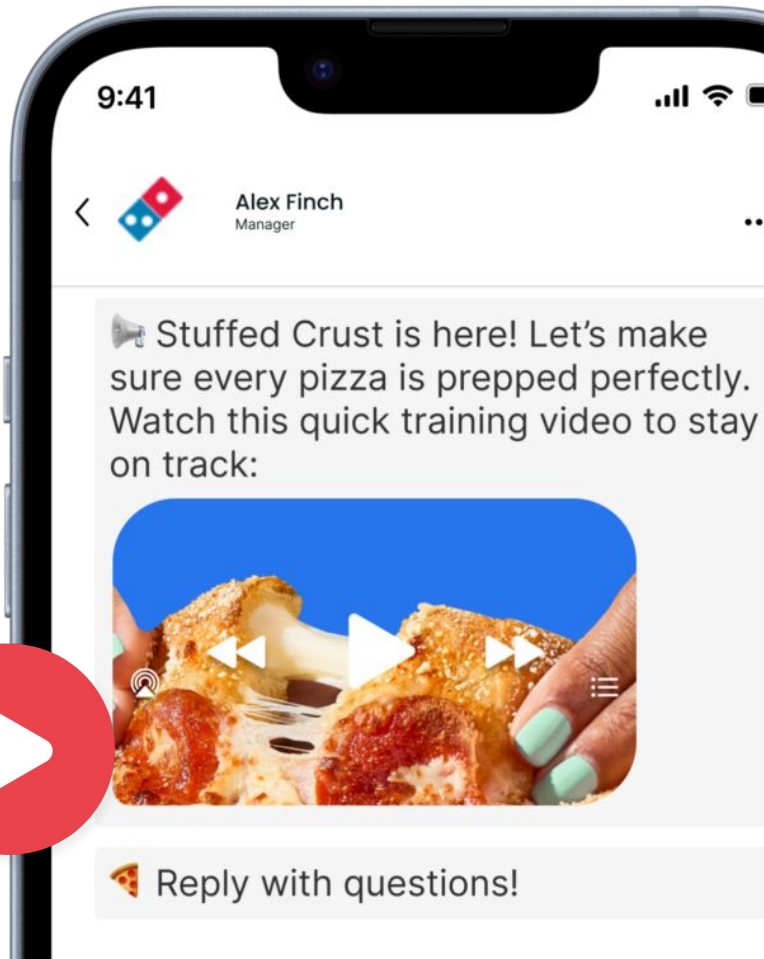 9:41
Alex Finch
Manager
📢 Stuffed Crust is here! Let’s make
sure every pizza is prepped perfectly.
Watch this quick training video to stay
on track:
🍕 Reply with questions!